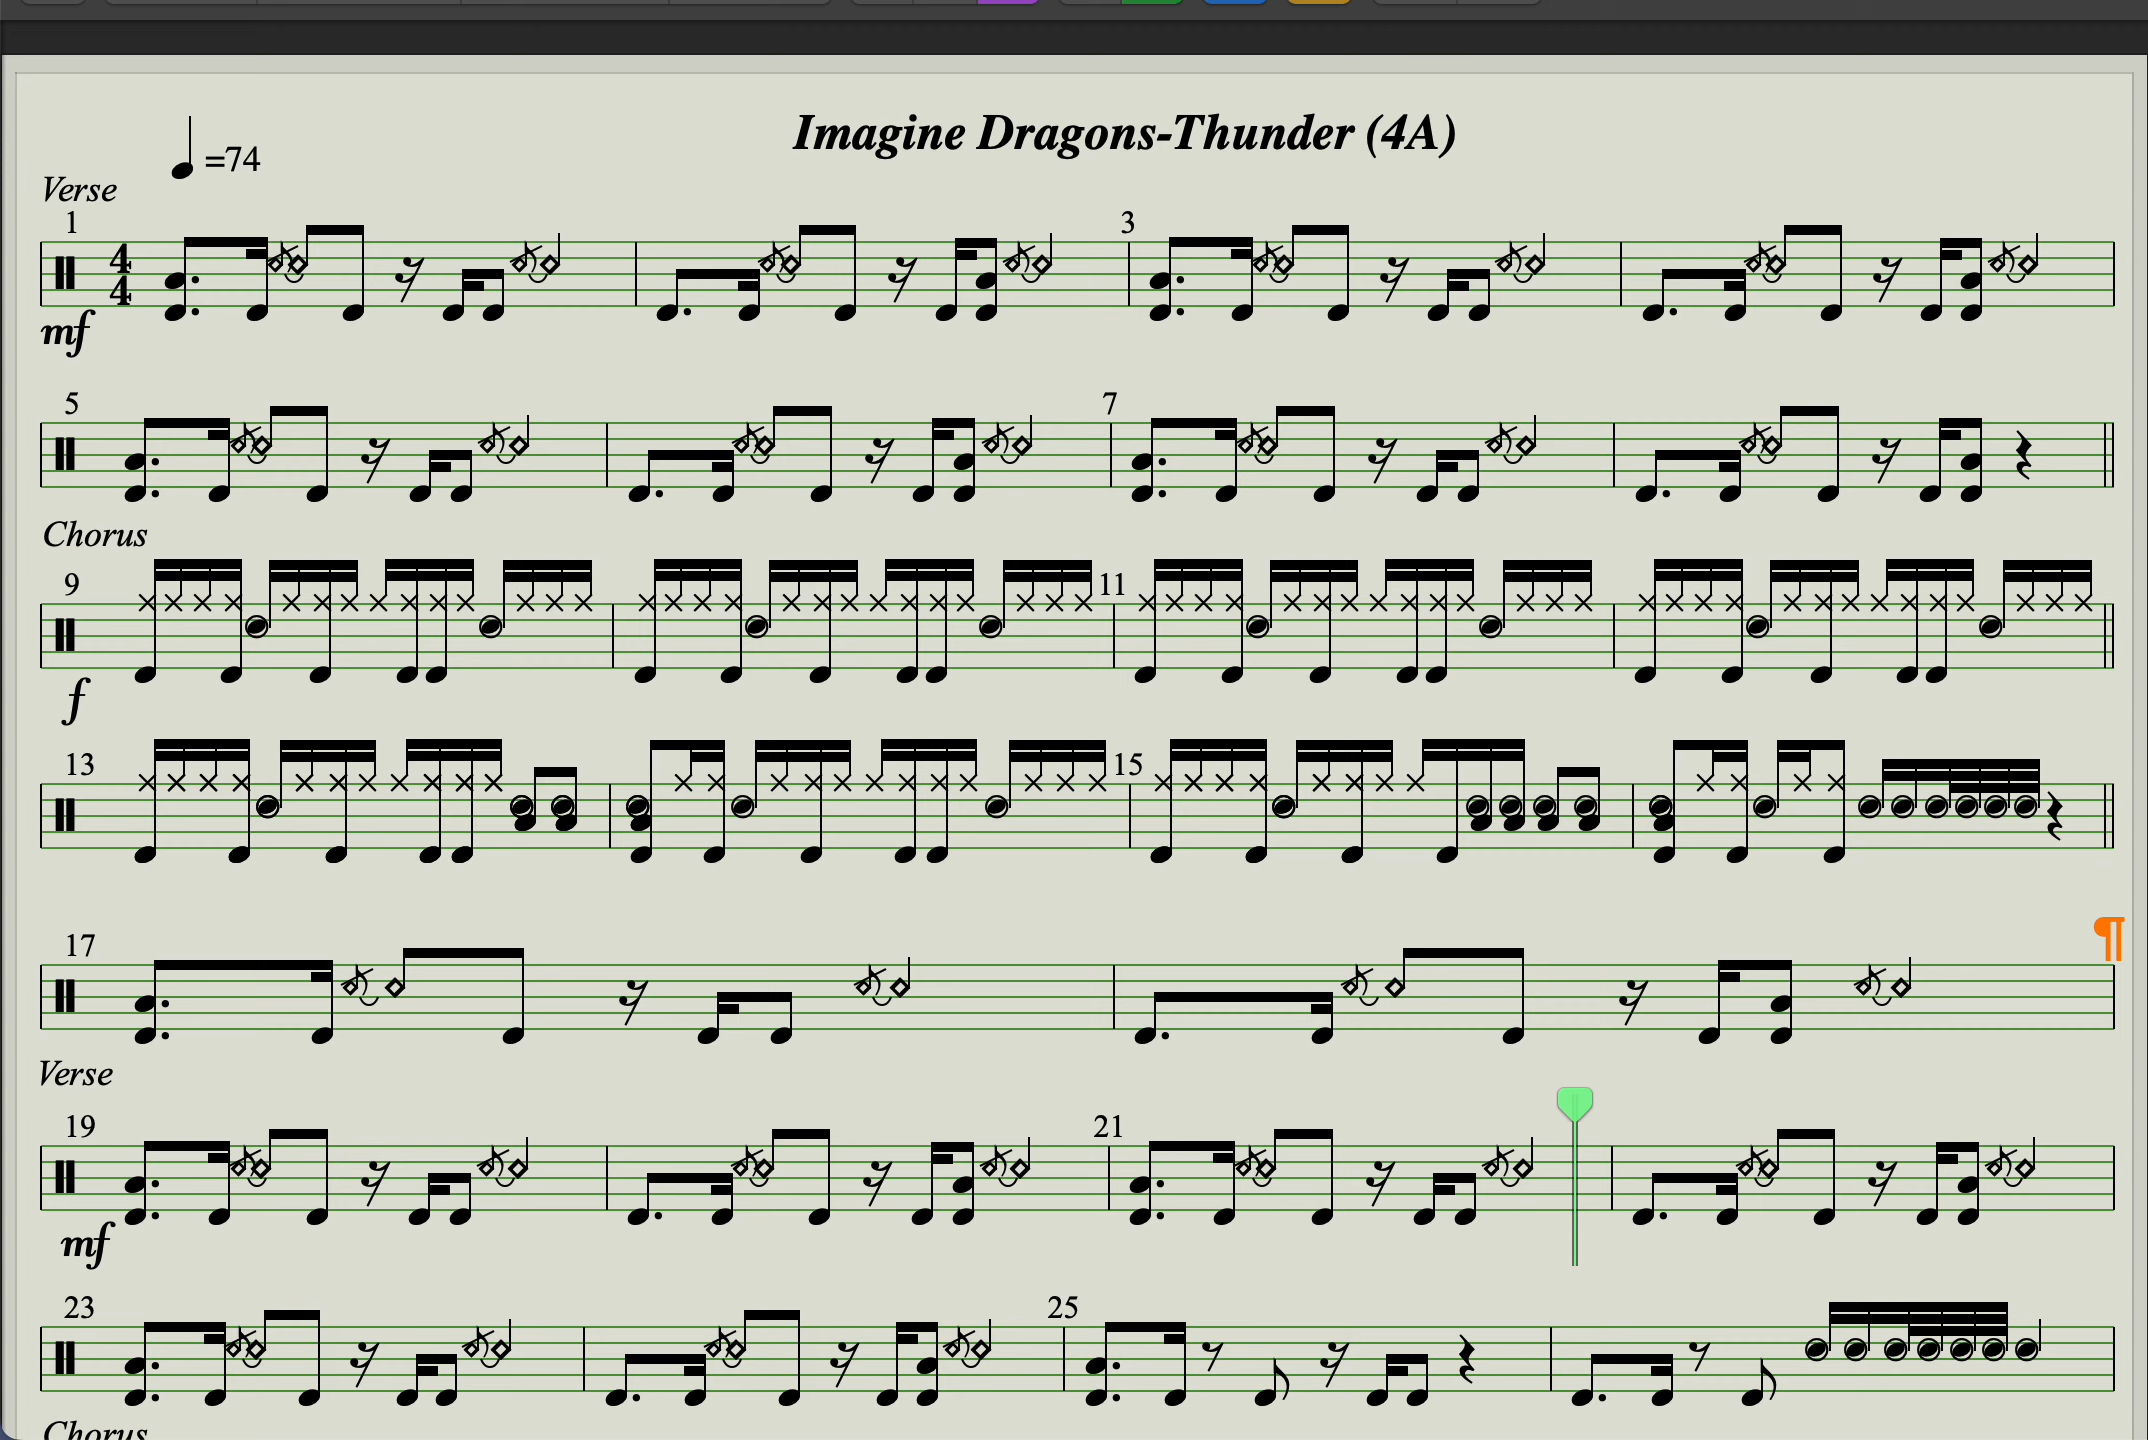 Imagine Dragons-Thunder (4A)
=74
Verse
1
3
4
4
mf
5
7
Chorus
9
11
f
13
15
17
Verse
19
21
mf
23
25
Chorus